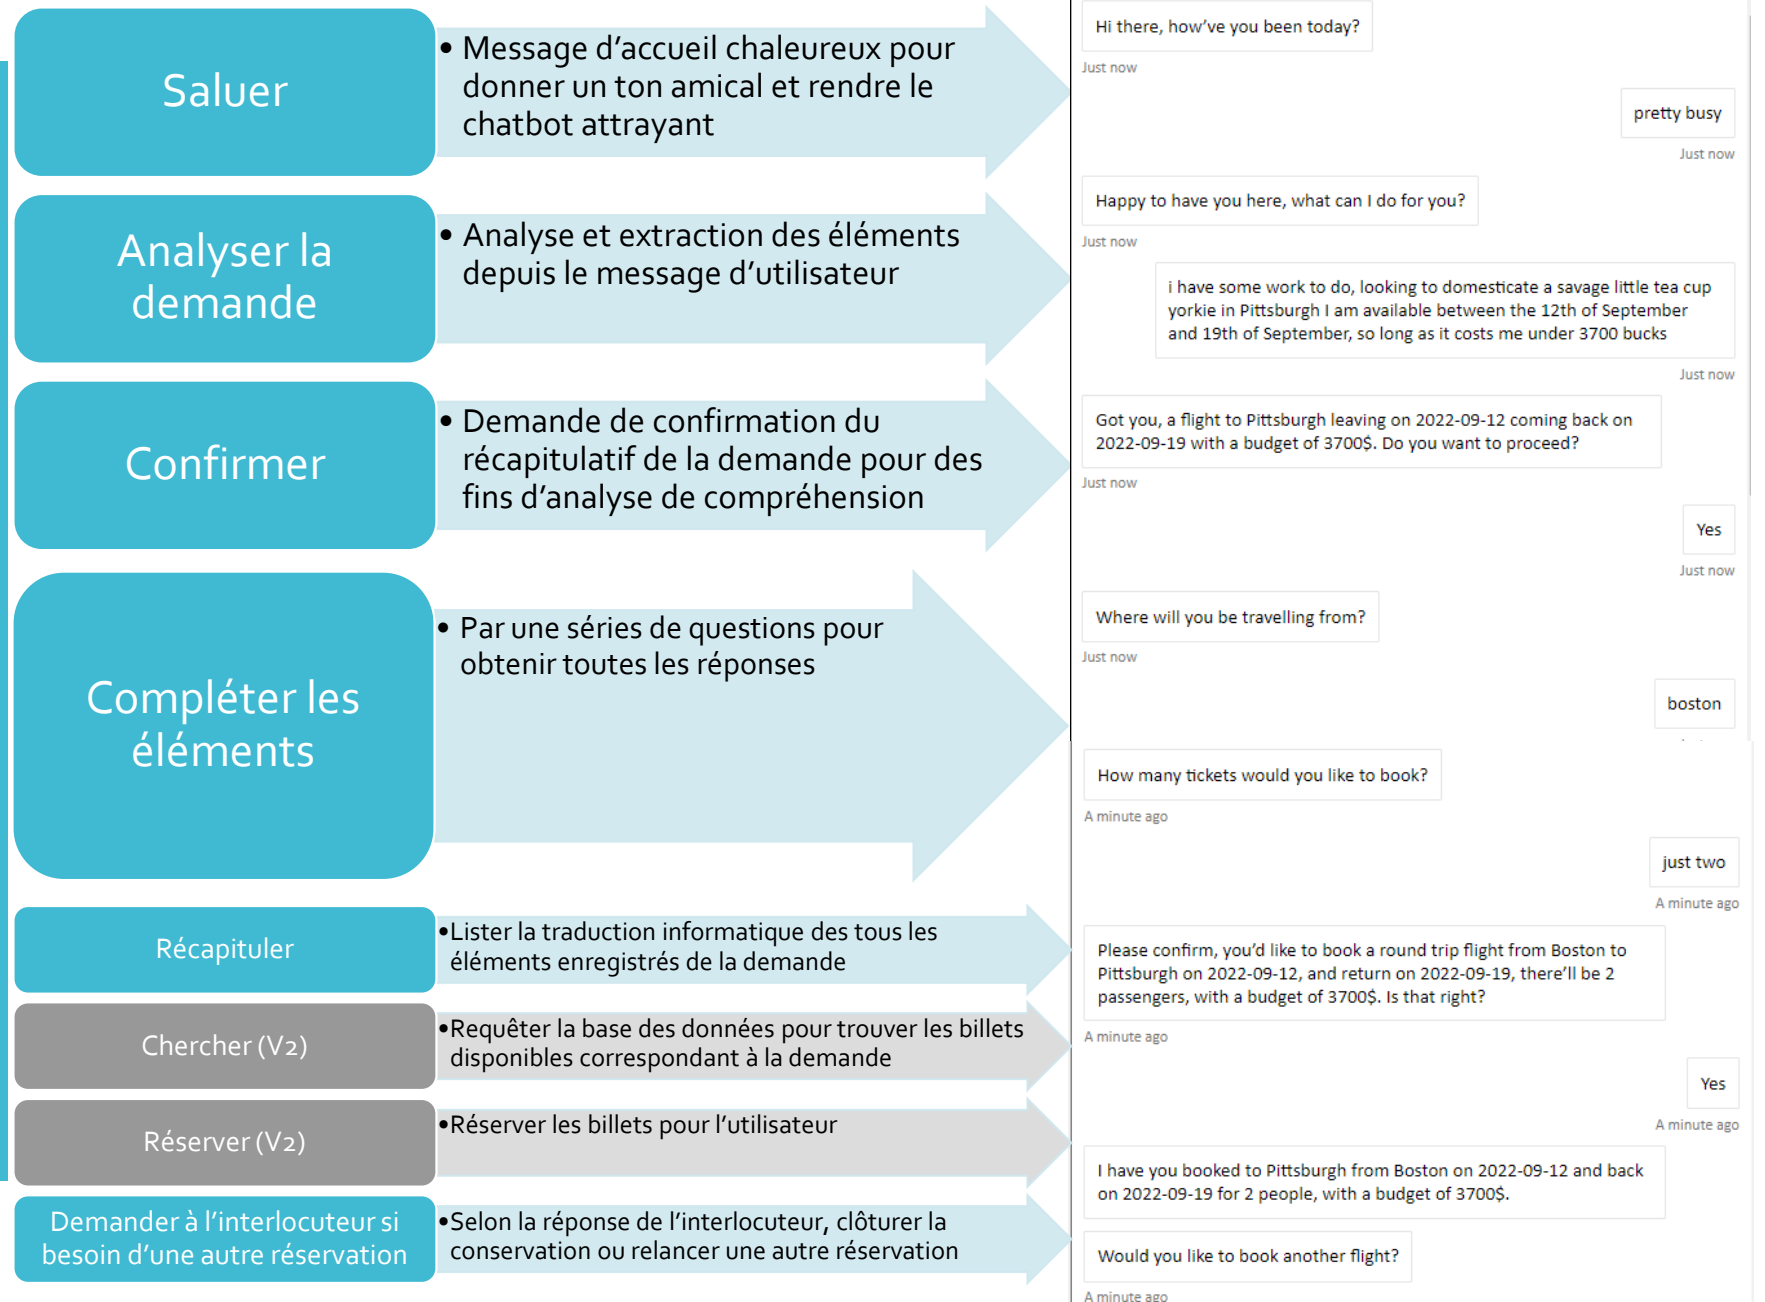 Saluer
• Message d’accueil chaleureux pour
donner un ton amical et rendre le
chatbot attrayant
Analyser la
demande
• Analyse et extraction des éléments
depuis le message d’utilisateur
Confirmer
• Demande de confirmation du
récapitulatif de la demande pour des
fins d’analyse de compréhension
Compléter les
éléments
• Par une séries de questions pour
obtenir toutes les réponses
Récapituler
•Lister la traduction informatique des tous les
éléments enregistrés de la demande
Chercher (V2)
•Requêter la base des données pour trouver les billets
disponibles correspondant à la demande
Réserver (V2)
•Réserver les billets pour l’utilisateur
Demander à l’interlocuteur si
besoin d’une autre réservation
•Selon la réponse de l’interlocuteur, clôturer la
conservation ou relancer une autre réservation
Hi there, how’ve you been today?
Just now
pretty busy
Just now
Happy to have you here, what can I do for you?
Just now
i have some work to do, looking to domesticate a savage little tea cup
yorkie in Pittsburgh I am available between the 12th of September
and 19th of September, so long as it costs me under 3700 bucks
Just now
Got you, a flight to Pittsburgh leaving on 2022-09-12 coming back on
2022-09-19 with a budget of 3700$. Do you want to proceed?
Just now
Yes
Just now
Where will you be travelling from?
Just now
boston
How many tickets would you like to book?
A minute ago
just two
A minute ago
Please confirm, you’d like to book a round trip flight from Boston to
Pittsburgh on 2022-09-12, and return on 2022-09-19, there’ll be 2
passengers, with a budget of 3700$. Is that right?
A minute ago
Yes
A minute ago
I have you booked to Pittsburgh from Boston on 2022-09-12 and back
on 2022-09-19 for 2 people, with a budget of 3700$.
Would you like to book another flight?
A minute ago